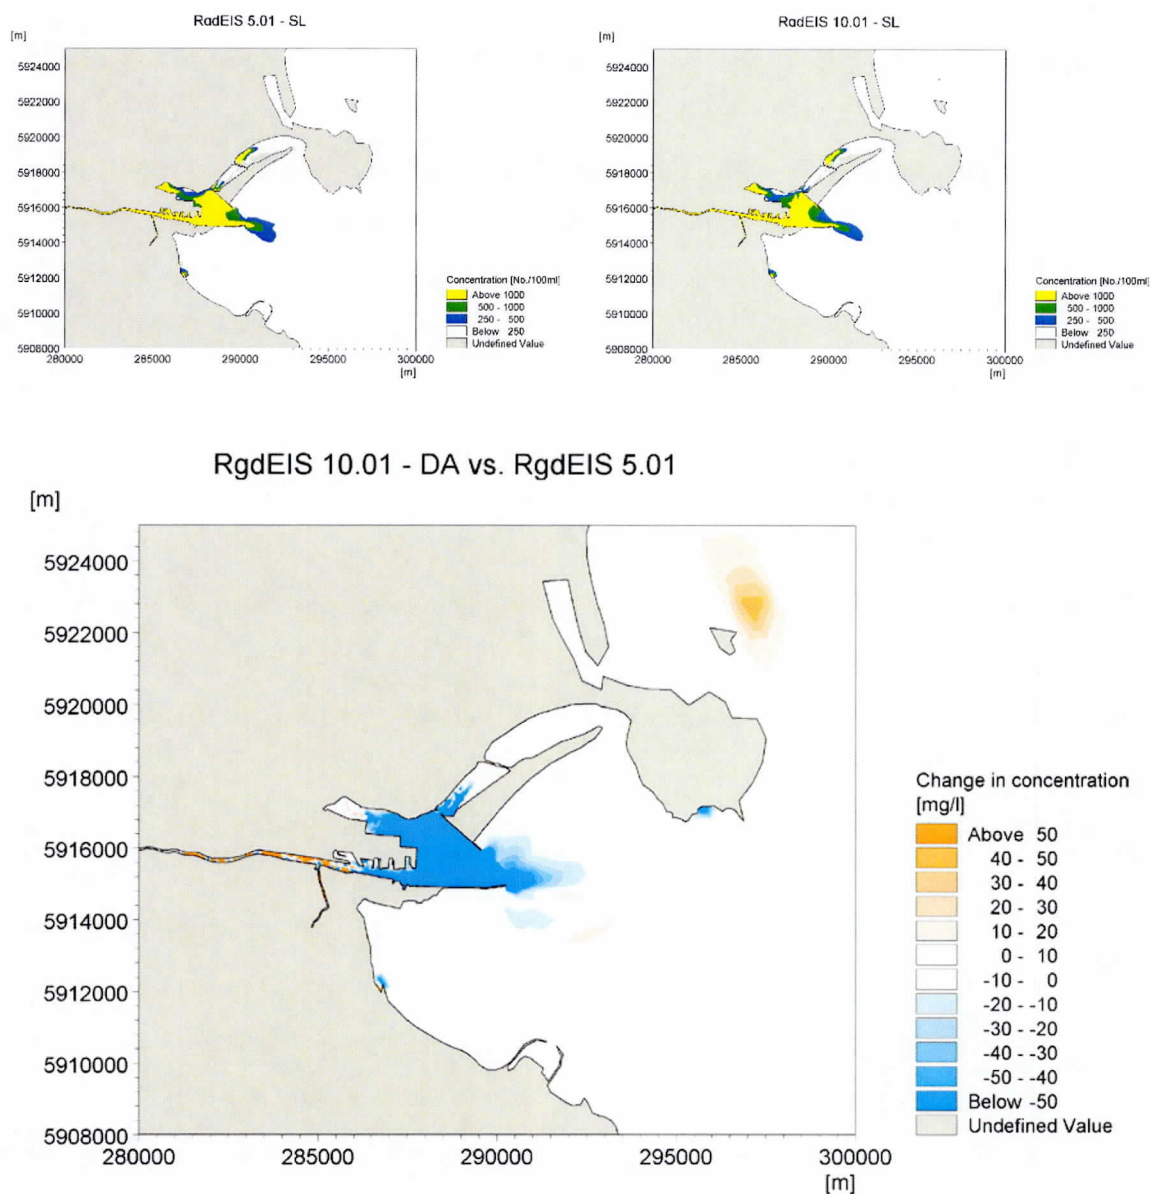 RgdEIS 5.01 - SL
[m]
5924000
5922000
5920000
5918000
5916000
5914000
5912000
5910000
5908000
280000 285000 290000 295000 300000
[m]
Concentration [No./100ml]
Above 1000
500 - 1000
250 - 500
Below 250
Undefined Value
RgdEIS 10.01 - SL
[m]
5924000
5922000
5920000
5918000
5916000
5914000
5912000
5910000
5908000
280000 285000 290000 295000 300000
[m]
Concentration [No./100ml]
Above 1000
500 - 1000
250 - 500
Below 250
Undefined Value
RgdEIS 10.01 - DA vs. RgdEIS 5.01
[m]
5924000
5922000
5920000
5918000
5916000
5914000
5912000
5910000
5908000
280000 285000 290000 295000 300000
[m]
Change in concentration
[mg/l]
Above 50
40 - 50
30 - 40
20 - 30
10 - 20
0 - 10
-10 - 0
-20 - -10
-30 - -20
-40 - -30
-50 - -40
Below -50
Undefined Value